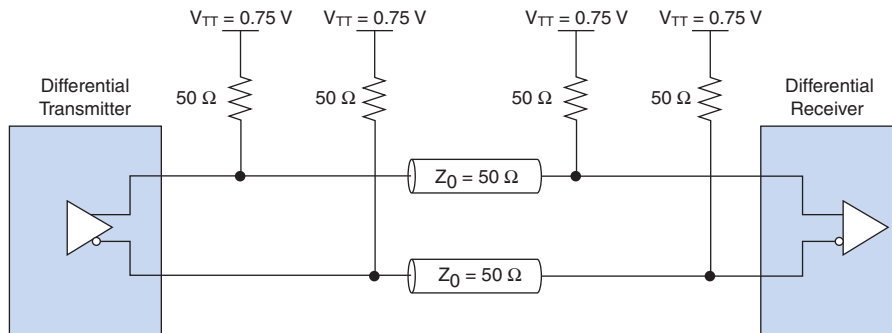 V_TT = 0.75 V
V_TT = 0.75 V
V_TT = 0.75 V
V_TT = 0.75 V
Differential
Transmitter
50 Ω
50 Ω
50 Ω
50 Ω
Differential
Receiver
Z_0 = 50 Ω
Z_0 = 50 Ω